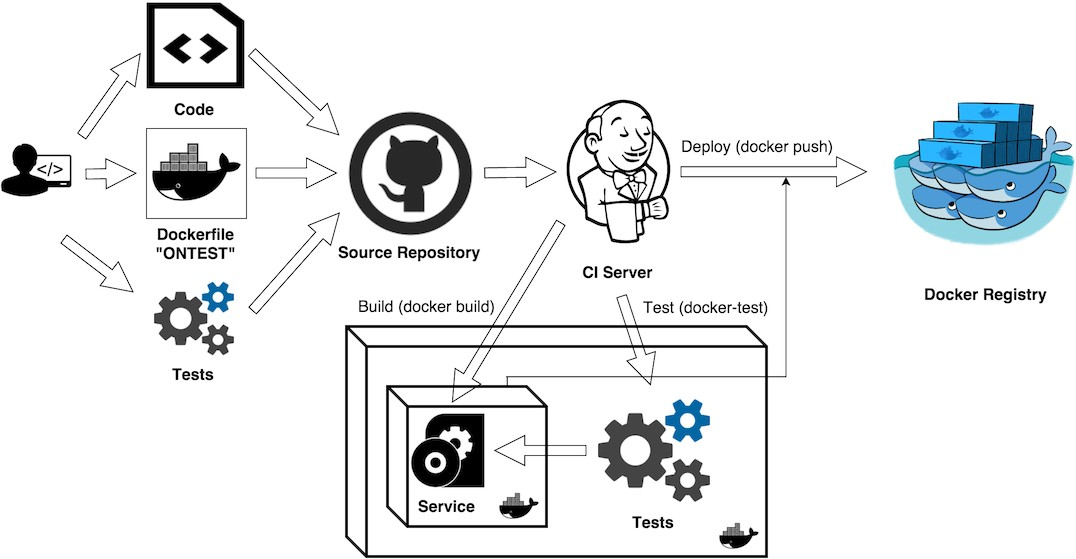 Code
</>
Dockerfile
"ONTEST"
Tests
Source Repository
CI Server
Deploy (docker push)
Docker Registry
Build (docker build)
Test (docker-test)
Service
Tests